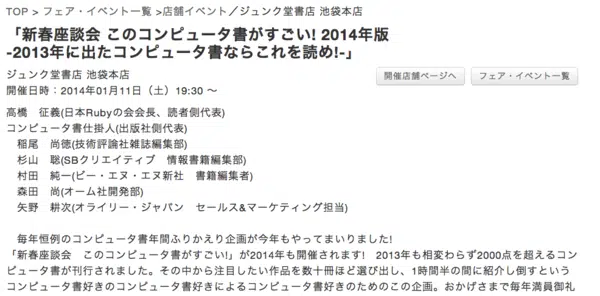 TOP > フェア・イベント一覧 >店舗イベント／ジュンク堂書店 池袋本店
「新春座談会 このコンピュータ書がすごい! 2014年版
-2013年に出たコンピュータ書ならこれを読め!-」
ジュンク堂書店 池袋本店
開催店舗ページへ フェア・イベント一覧
開催日時：2014年01月11日（土）19:30 ～
高橋　征義(日本Rubyの会会長、読者側代表)
コンピュータ書仕掛人(出版社側代表)
　稲尾　尚徳(技術評論社雑誌編集部)
　杉山　聡(SBクリエイティブ　情報書籍編集部)
　村田　純一(ビー・エヌ・エヌ新社　書籍編集者)
　森田　尚(オーム社開発部)
　矢野　耕次(オライリー・ジャパン　セールス&マーケティング担当)
　毎年恒例のコンピュータ書年間ふりかえり企画が今年もやってまいりました!
「新春座談会　このコンピュータ書がすごい!」が2014年も開催されます!　2013年も相変わらず2000点を超えるコン
ピュータ書が刊行されました。その中から注目したい作品を数十冊ほど選び出し、1時間半の間に紹介し倒すという
コンピュータ書好きのコンピュータ書好きによるコンピュータ書好きのためのこの企画。おかげさまで毎年満員御礼